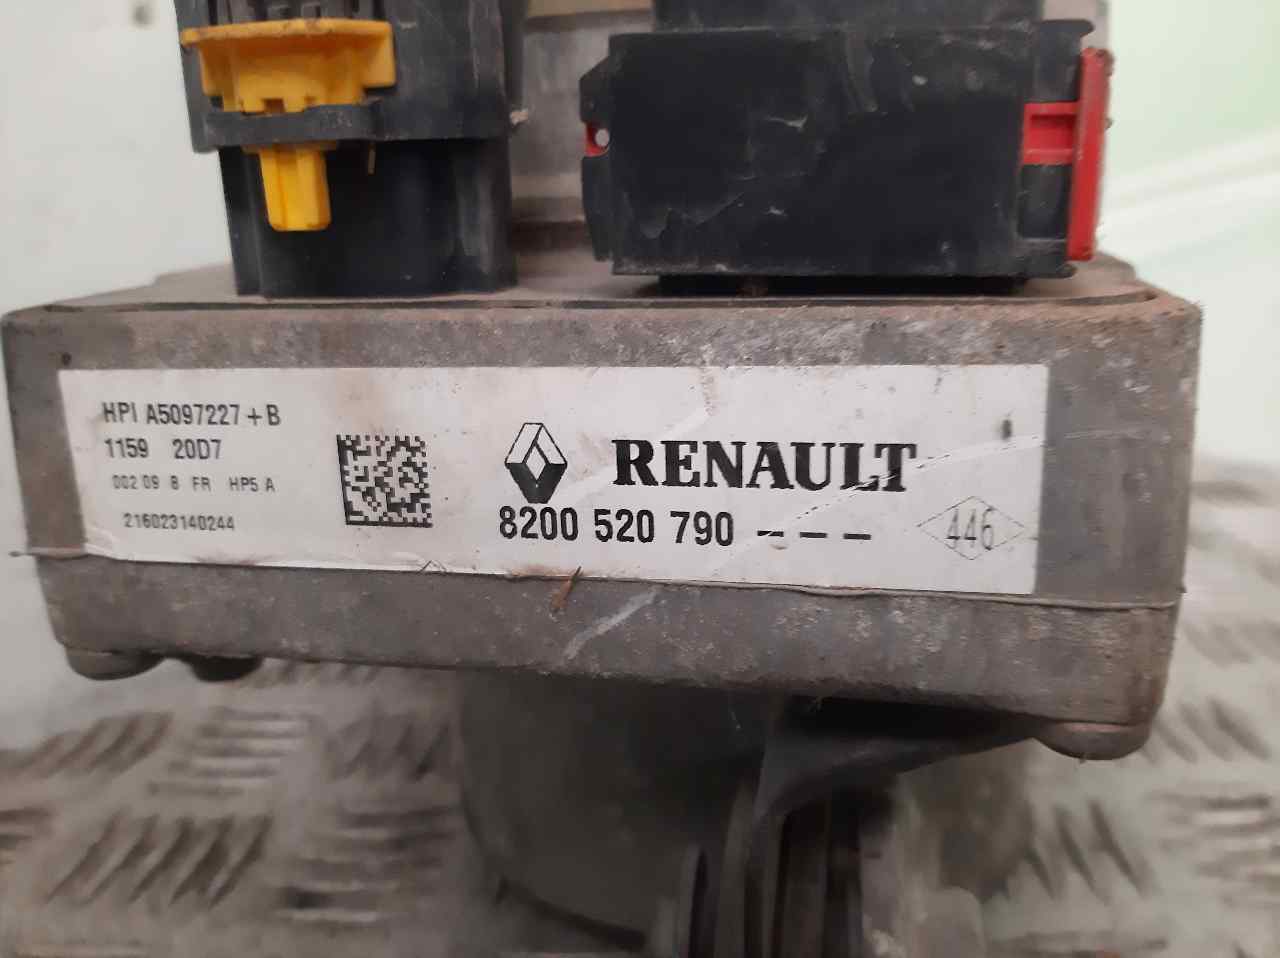 HPI A5097227+B
1159 20D7
002 09 B FR HP5 A
216023140244
RENAULT
8200 520 790 - - -
446